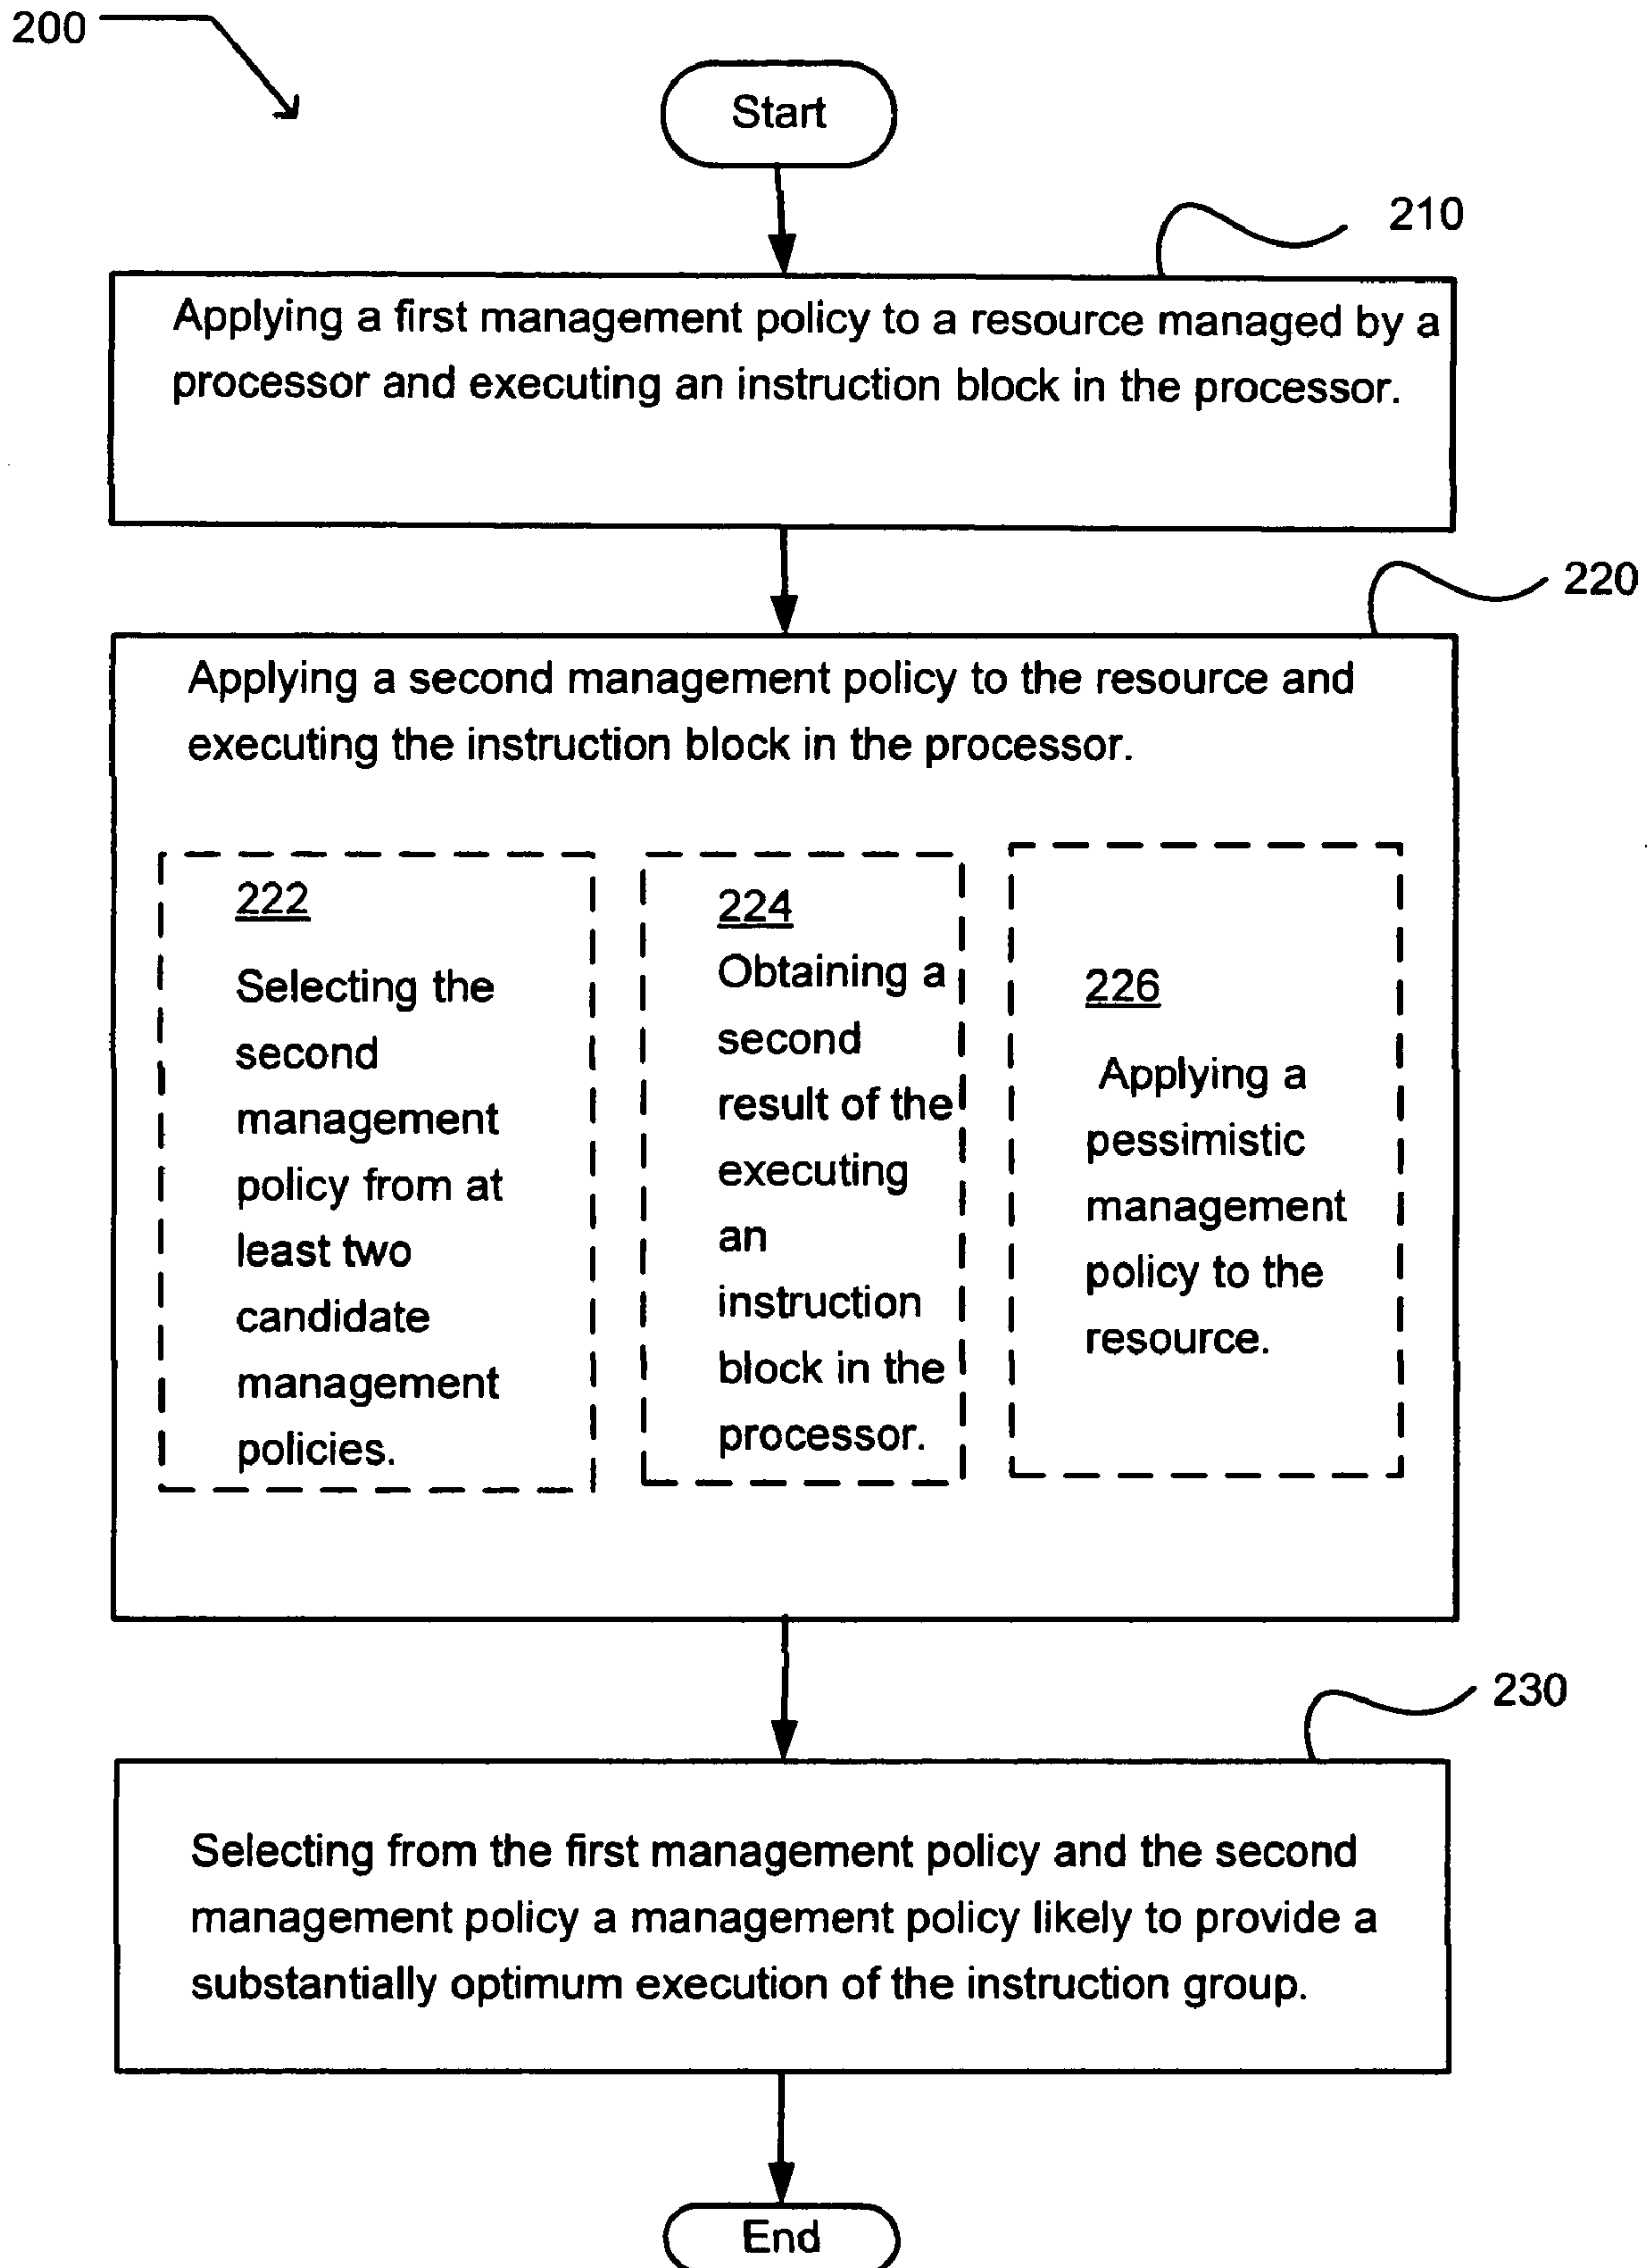 200
Start
210
Applying a first management policy to a resource managed by a
processor and executing an instruction block in the processor.
220
Applying a second management policy to the resource and
executing the instruction block in the processor.
222
Selecting the
second
management
policy from at
least two
candidate
management
policies.
224
Obtaining a
second
result of the
executing
an
instruction
block in the
processor.
226
Applying a
pessimistic
management
policy to the
resource.
230
Selecting from the first management policy and the second
management policy a management policy likely to provide a
substantially optimum execution of the instruction group.
End